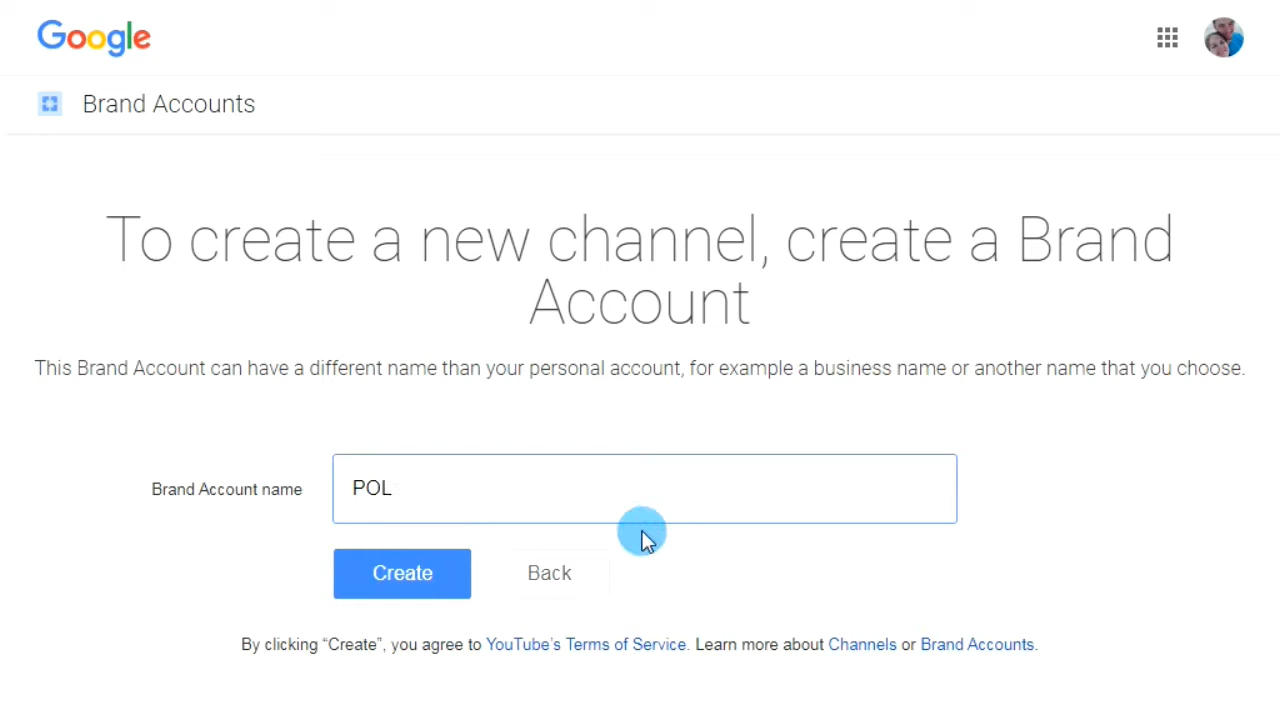 Google
Brand Accounts
To create a new channel, create a Brand
Account
This Brand Account can have a different name than your personal account, for example a business name or another name that you choose.
Brand Account name
POL
Create
Back
By clicking “Create”, you agree to YouTube’s Terms of Service. Learn more about Channels or Brand Accounts.